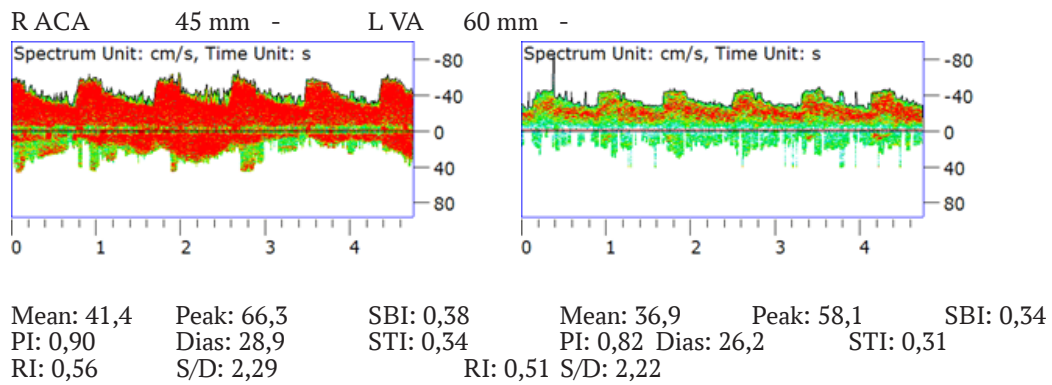 R ACA 45 mm - L VA 60 mm -
Spectrum Unit: cm/s, Time Unit: s Spectrum Unit: cm/s, Time Unit: s
-80 -80
-40 -40
0 0
40 40
80 80
0 1 2 3 4 0 1 2 3 4
Mean: 41,4 Peak: 66,3 SBI: 0,38 Mean: 36,9 Peak: 58,1 SBI: 0,34
PI: 0,90 Dias: 28,9 STI: 0,34 PI: 0,82 Dias: 26,2 STI: 0,31
RI: 0,56 S/D: 2,29 RI: 0,51 S/D: 2,22